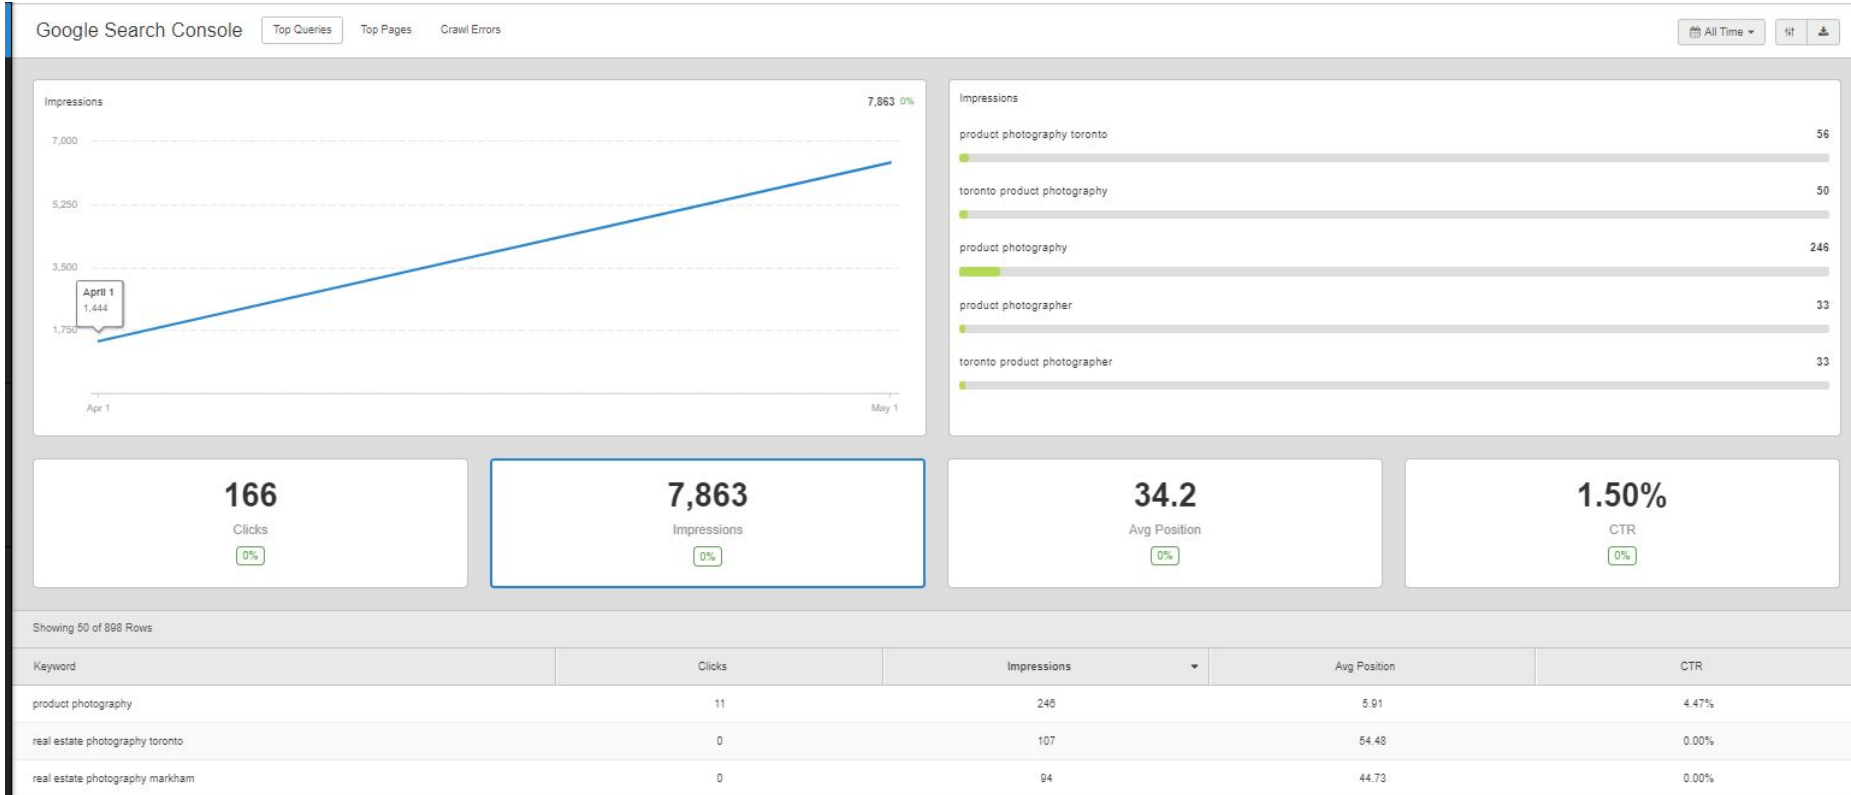 Google Search Console Top Queries Top Pages Crawl Errors All Time
Impressions 7,863 0%
7,000
5,250
3,500
1,750
April 1
1,444
Apr 1 May 1
Impressions
product photography toronto 56
toronto product photography 50
product photography 246
product photographer 33
toronto product photographer 33
166
Clicks
0%
7,863
Impressions
0%
34.2
Avg Position
0%
1.50%
CTR
0%
Showing 50 of 898 Rows
Keyword Clicks Impressions Avg Position CTR
product photography 11 246 5.91 4.47%
real estate photography toronto 0 107 54.48 0.00%
real estate photography markham 0 94 44.73 0.00%